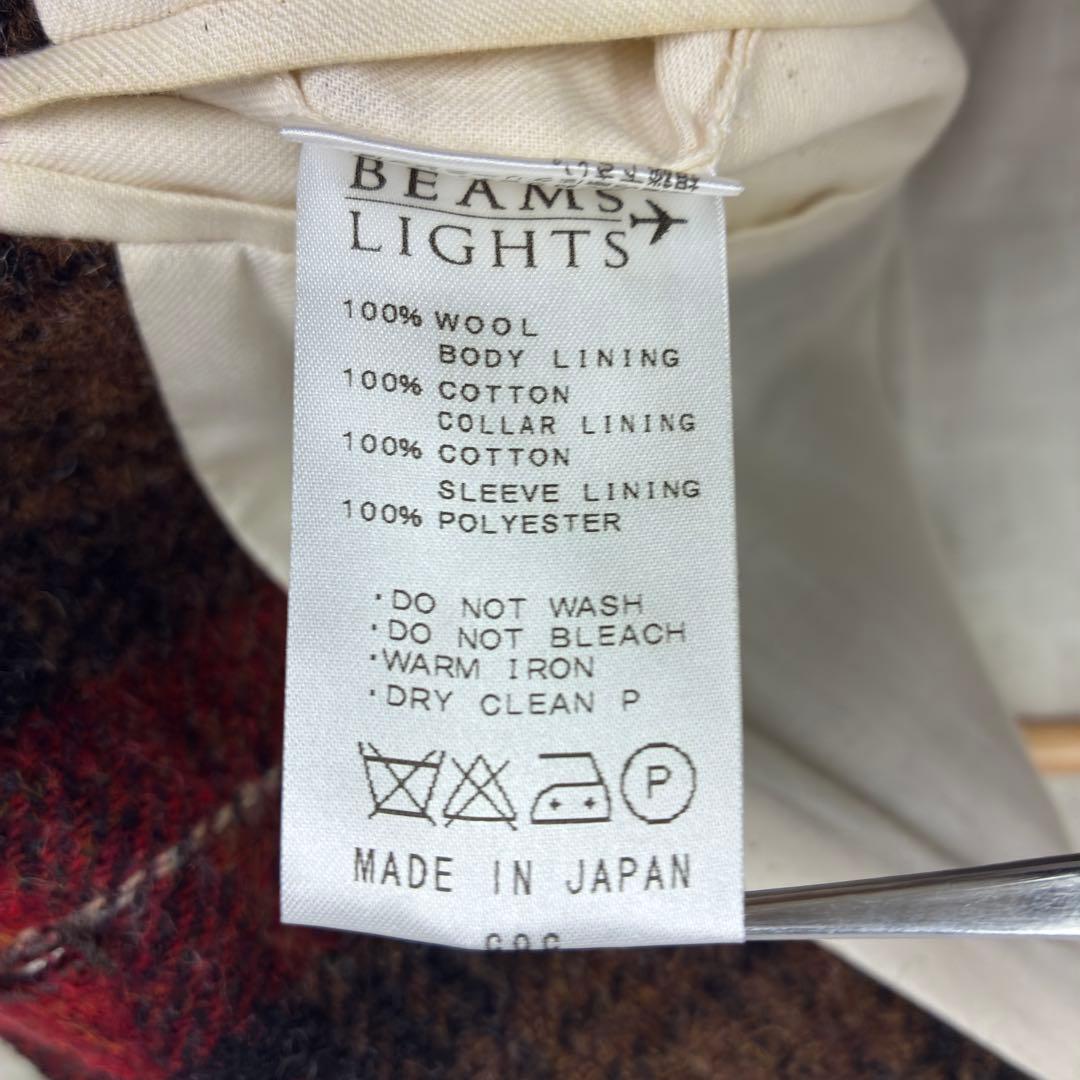 BEAMS
LIGHTS
100% WOOL
BODY LINING
100% COTTON
COLLAR LINING
100% COTTON
SLEEVE LINING
100% POLYESTER
・DO NOT WASH
・DO NOT BLEACH
・WARM IRON
・DRY CLEAN P
P
MADE IN JAPAN